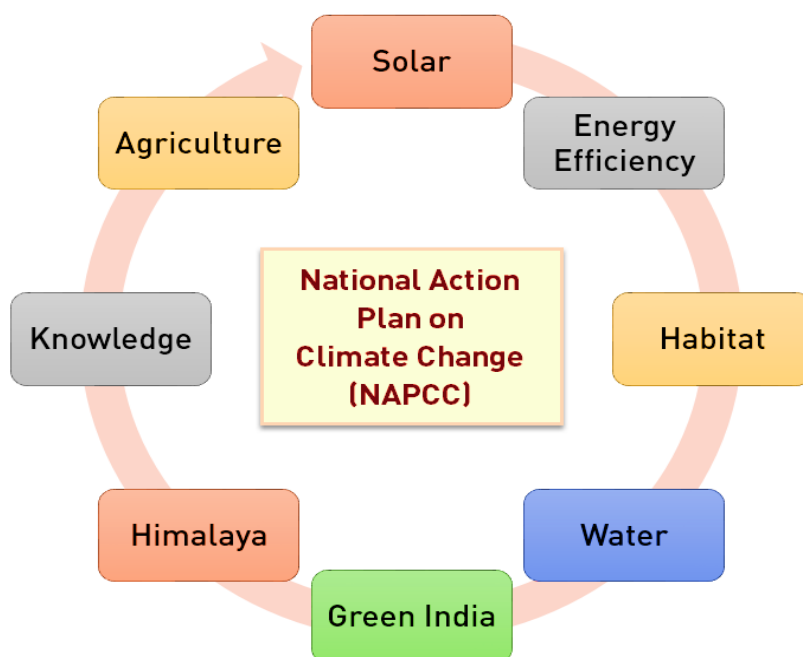 Solar
Energy
Efficiency
Habitat
Water
Green India
Himalaya
Knowledge
Agriculture
National Action
Plan on
Climate Change
(NAPCC)